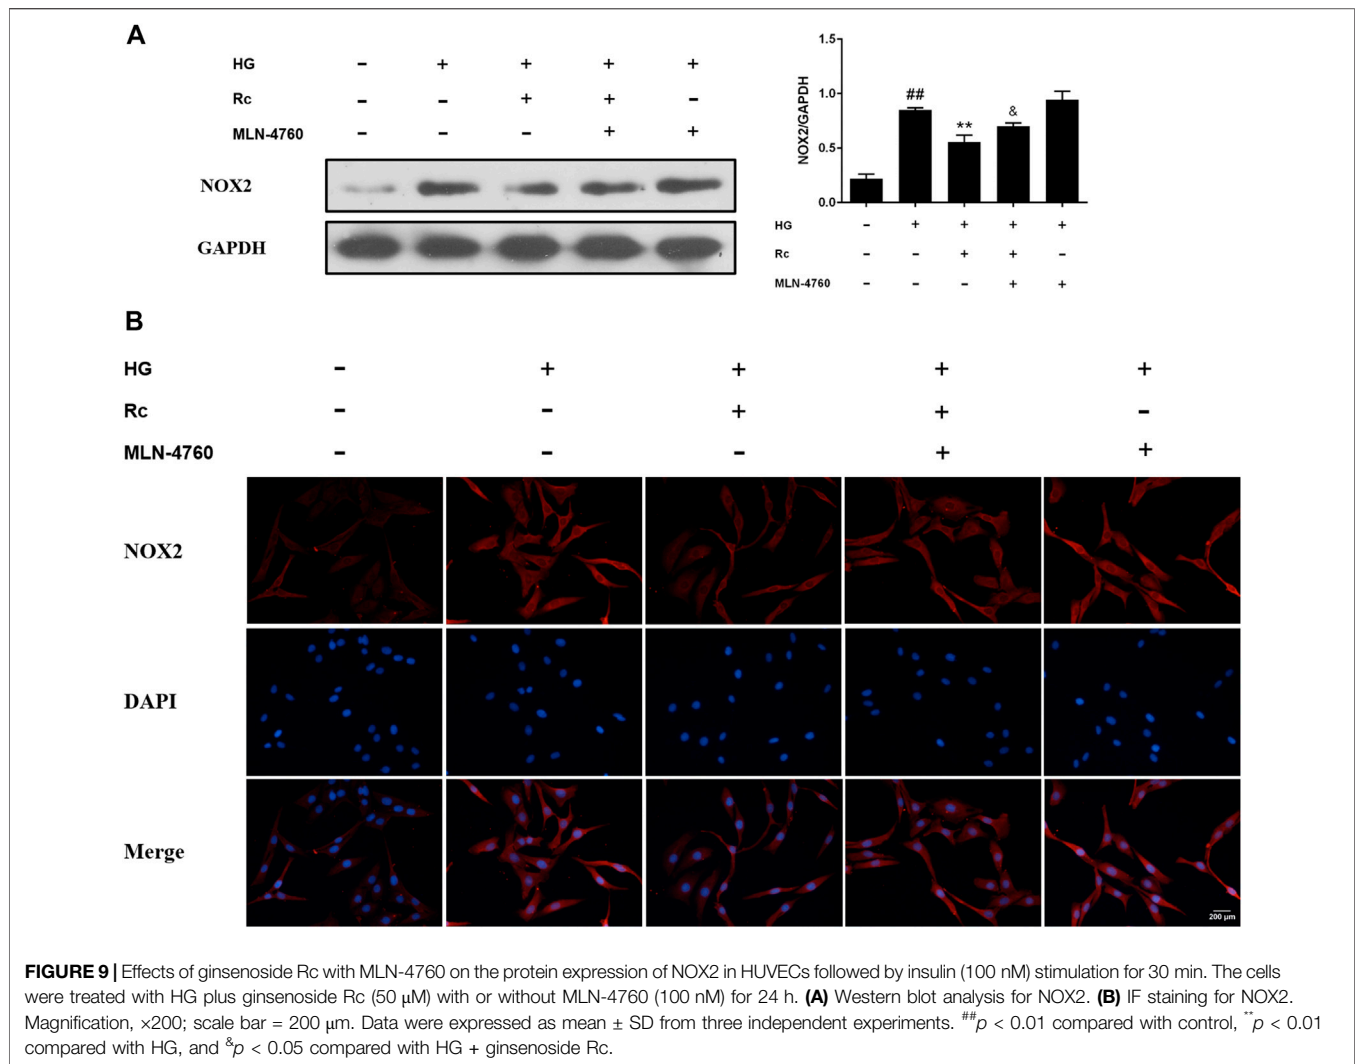 A
HG – + + + +
Rc – – + + –
MLN-4760 – – – + +
NOX2
GAPDH
1.5
1.0
0.5
0.0
NOX2/GAPDH
##
**
&
HG – + + + +
Rc – – + + –
MLN-4760 – – – + +
B
HG – + + + +
Rc – – + + –
MLN-4760 – – – + +
NOX2
DAPI
Merge
200 μm
FIGURE 9 | Effects of ginsenoside Rc with MLN-4760 on the protein expression of NOX2 in HUVECs followed by insulin (100 nM) stimulation for 30 min. The cells
were treated with HG plus ginsenoside Rc (50 μM) with or without MLN-4760 (100 nM) for 24 h. (A) Western blot analysis for NOX2. (B) IF staining for NOX2.
Magnification, ×200; scale bar = 200 μm. Data were expressed as mean ± SD from three independent experiments. ##p < 0.01 compared with control, **p < 0.01
compared with HG, and &p < 0.05 compared with HG + ginsenoside Rc.